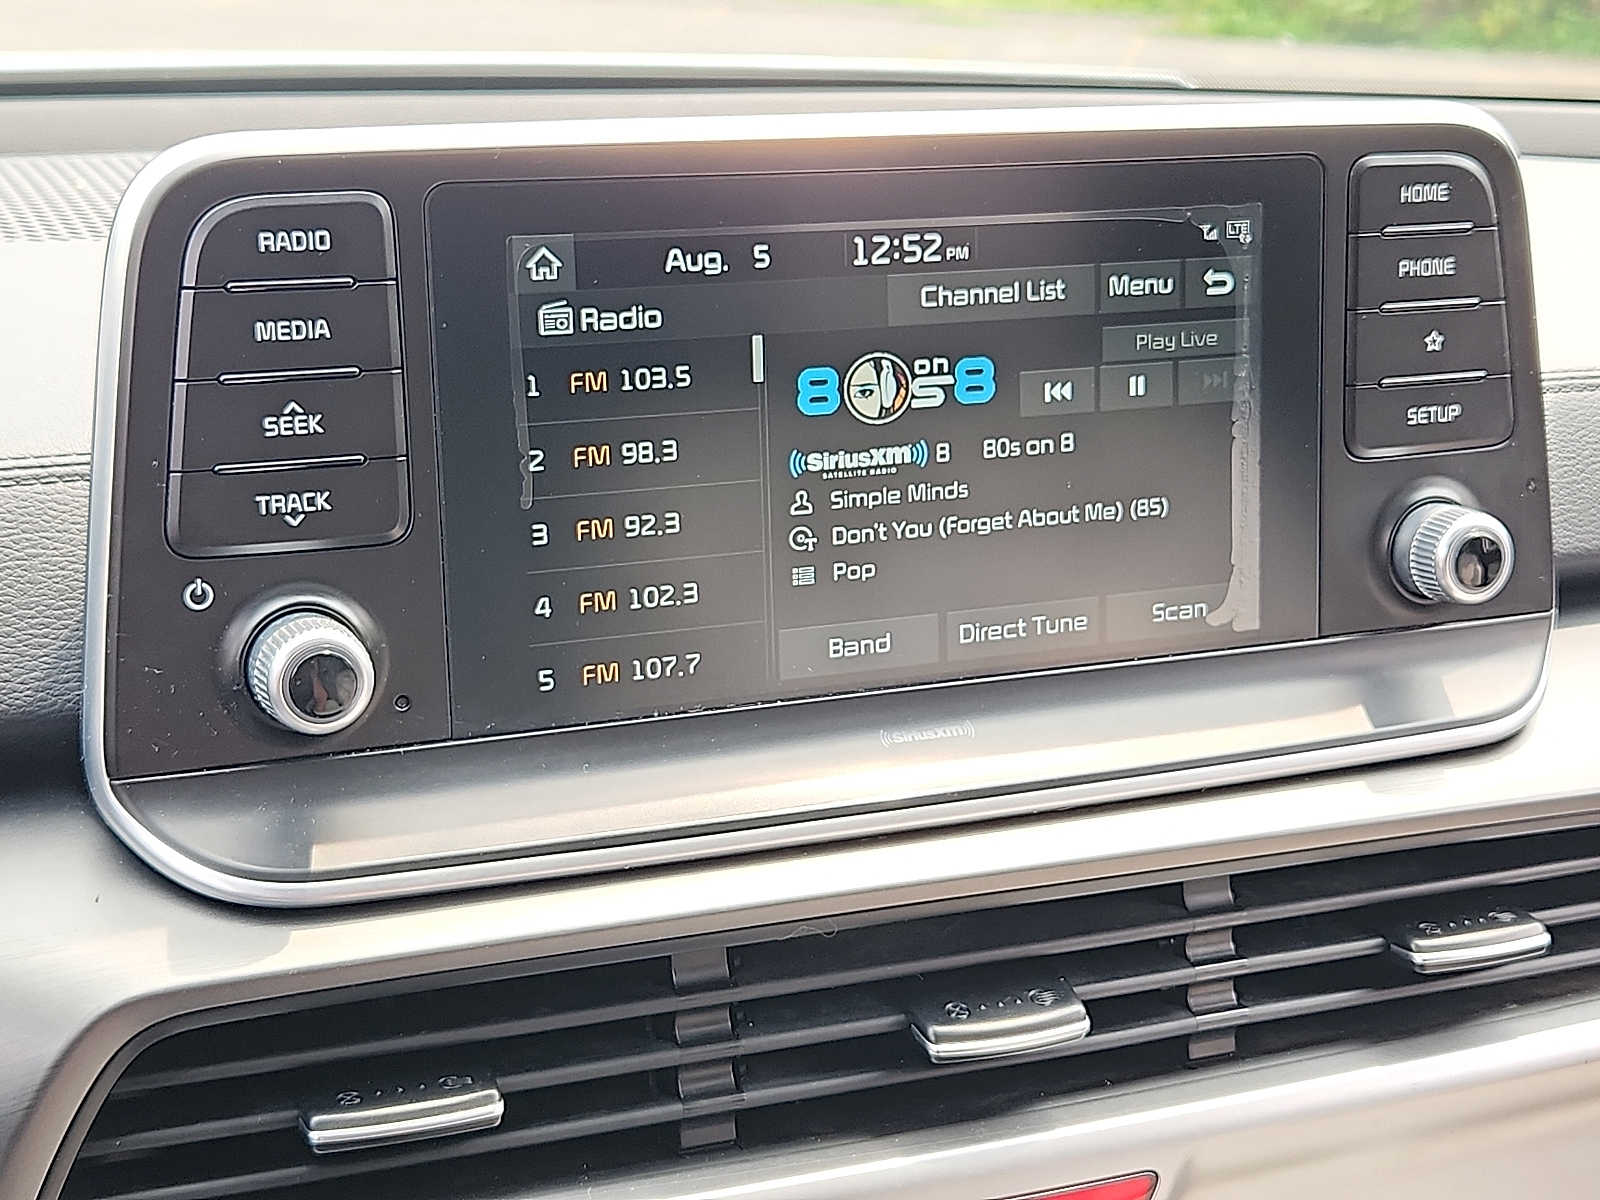 RADIO
MEDIA
SEEK
TRACK
Aug. 5 12:52 PM
LTE
Radio
Channel List Menu
Play Live
1 FM 103.5
2 FM 98.3
3 FM 92.3
4 FM 102.3
5 FM 107.7
80s on 8
((SiriusXM)) 8 80s on 8
SATELLITE RADIO
Simple Minds
Don't You (Forget About Me) (85)
Pop
Band Direct Tune Scan
HOME
PHONE
SETUP
((SiriusXM))